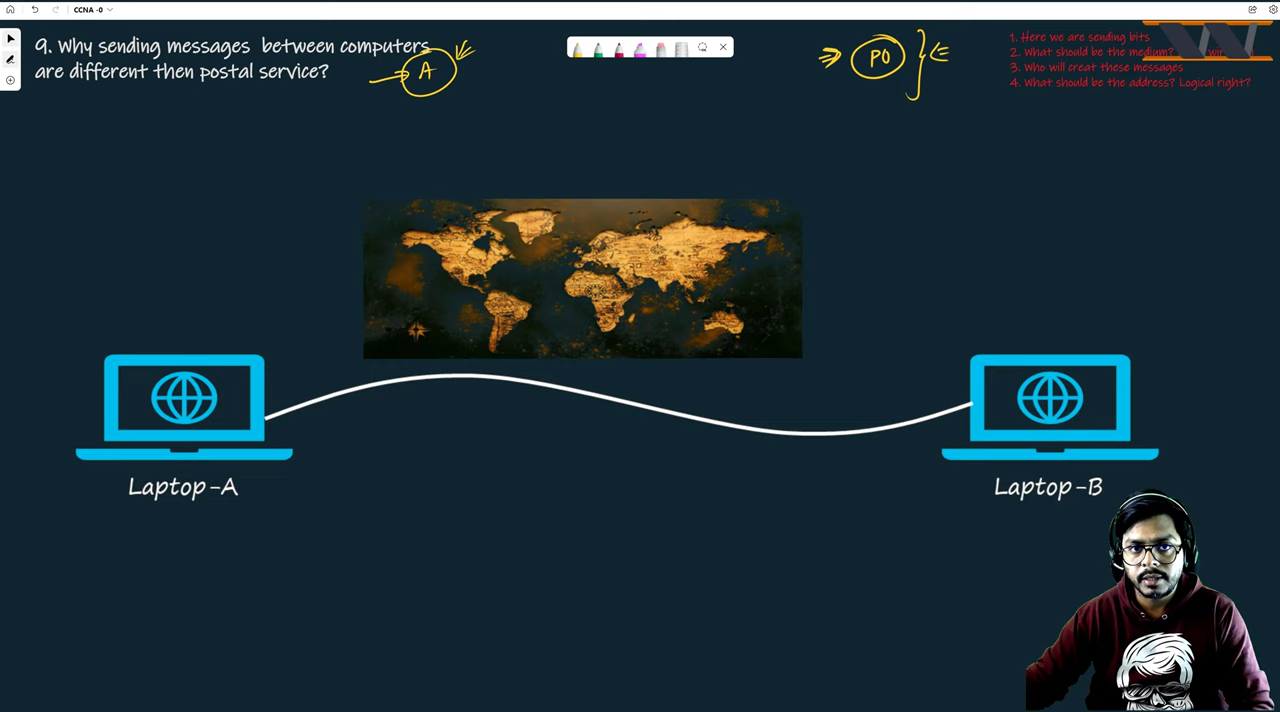 CCNA -0
9. Why sending messages between computers
are different then postal service?
A
PO
1. Here we are sending bits
2. What should be the medium?
3. Who will creat these messages
4. What should be the address? Logical right?
Laptop-A
Laptop-B